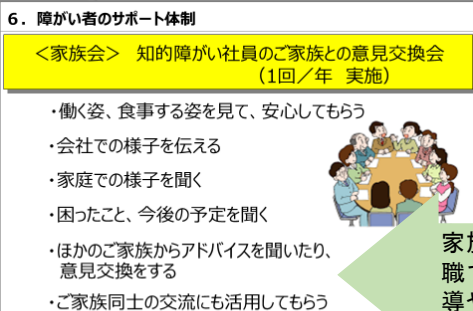 ６．障がい者のサポート体制
＜家族会＞　知的障がい社員のご家族との意見交換会
（1回／年　実施）
・働く姿、食事する姿を見て、安心してもらう
・会社での様子を伝える
・家庭での様子を聞く
・困ったこと、今後の予定を聞く
・ほかのご家族からアドバイスを聞いたり、
意見交換をする
・ご家族同士の交流にも活用してもらう
家族
職で
導や